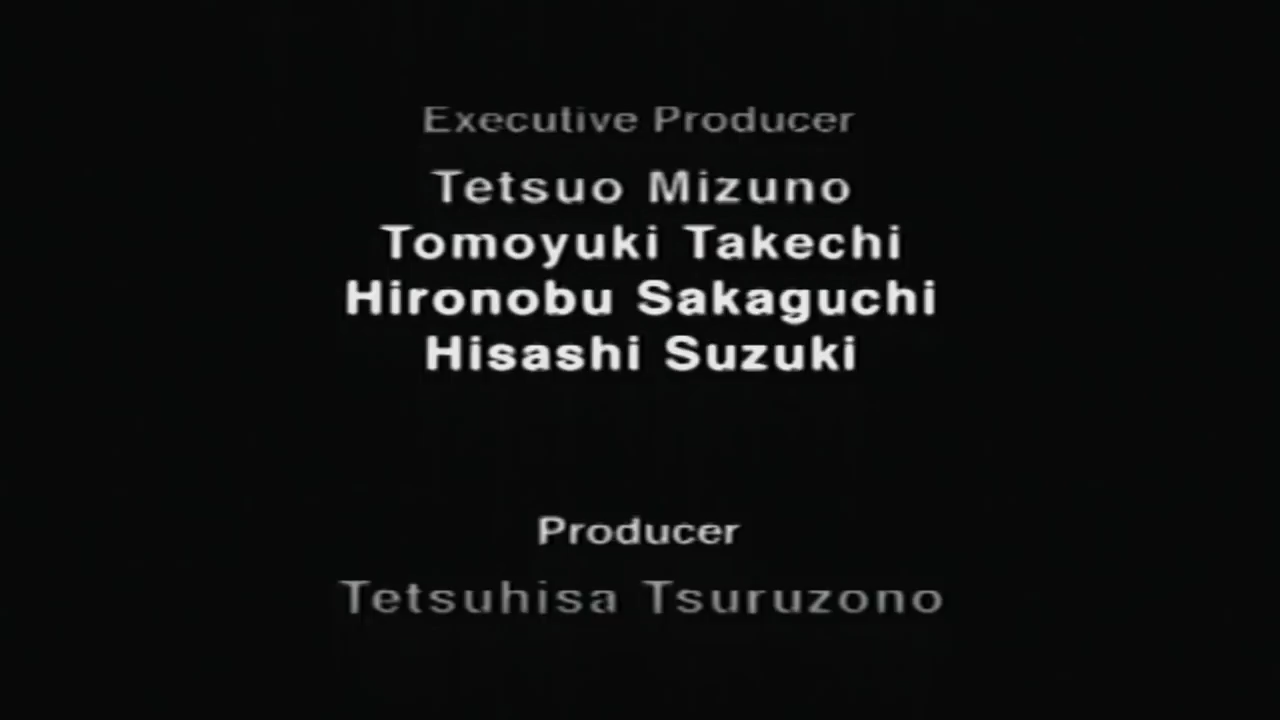 Executive Producer
Tetsuo Mizuno
Tomoyuki Takechi
Hironobu Sakaguchi
Hisashi Suzuki
Producer
Tetsuhisa Tsuruzono